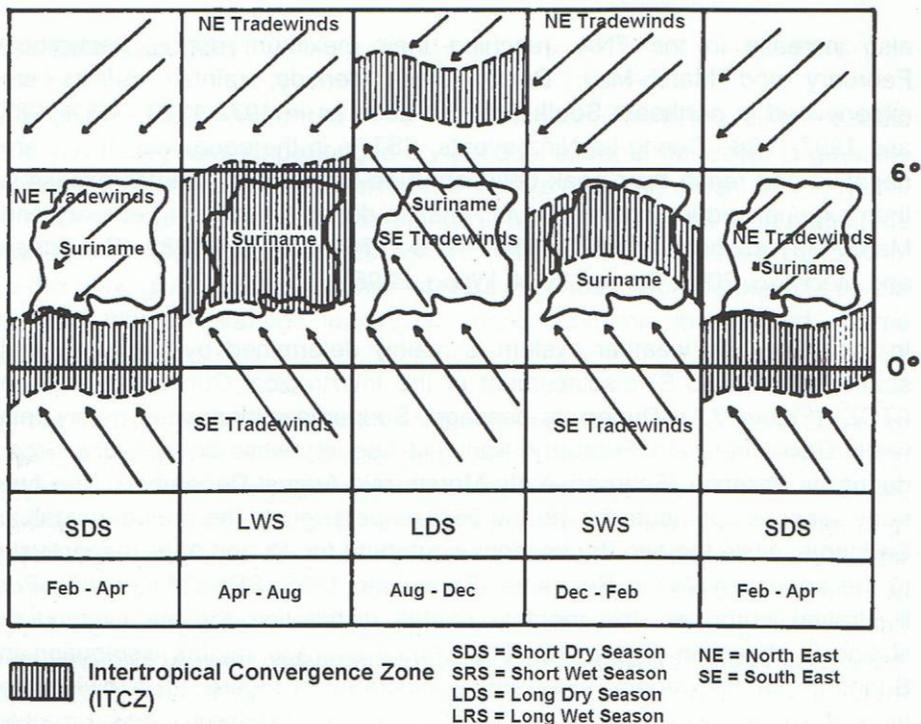 NE Tradewinds
NE Tradewinds
6°
NE Tradewinds
Suriname
Suriname
Suriname
SE Tradewinds
Suriname
NE Tradewinds
Suriname
0°
SE Tradewinds
SE Tradewinds
SDS
LWS
LDS
SWS
SDS
Feb - Apr
Apr - Aug
Aug - Dec
Dec - Feb
Feb - Apr
Intertropical Convergence Zone
(ITCZ)
SDS = Short Dry Season
SRS = Short Wet Season
LDS = Long Dry Season
LRS = Long Wet Season
NE = North East
SE = South East